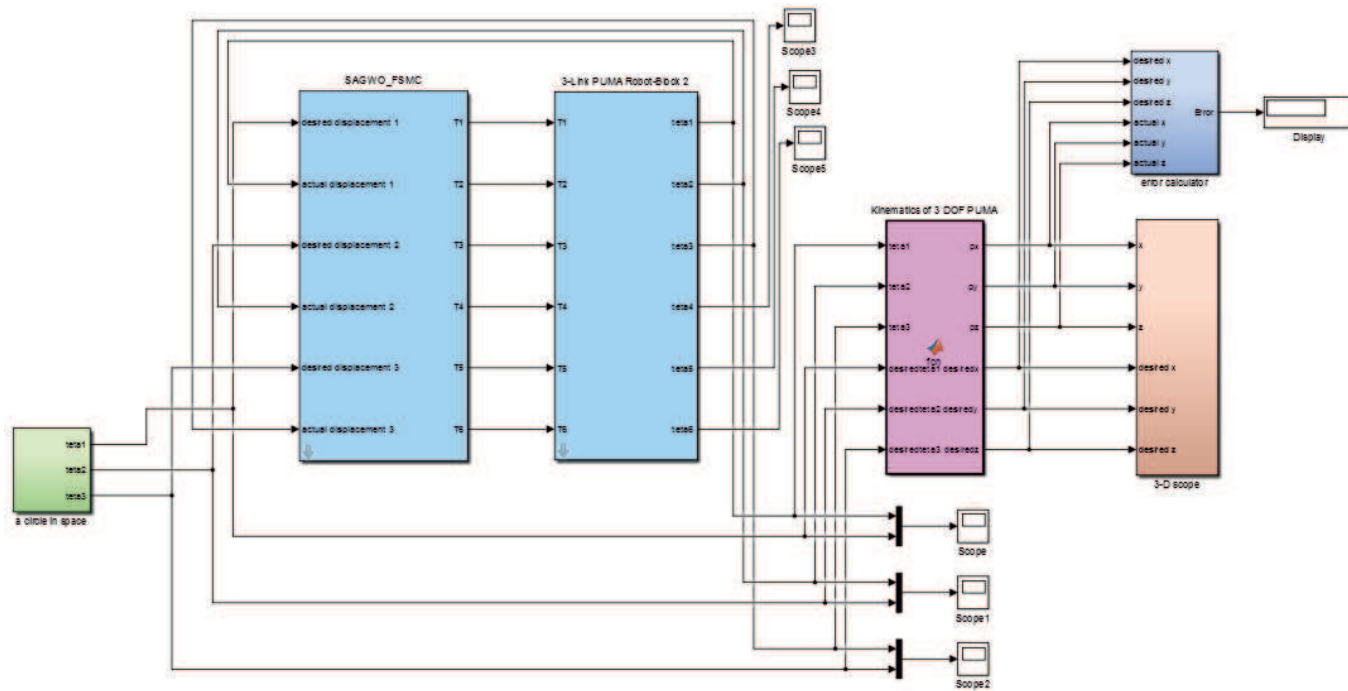 Scope3
Scope4
Scope5
SAGWO_FSMC
desired displacement 1
actual displacement 1
desired displacement 2
actual displacement 2
desired displacement 3
actual displacement 3
T1
T2
T3
T4
T5
T6
3-Link PUMA Robot-Block 2
T1
T2
T3
T4
T5
T6
teta1
teta2
teta3
teta4
teta5
teta6
desired x
desired y
desired z
actual x
actual y
actual z
Error
error calculator
Display
Kinematics of 3 DOF PUMA
teta1
teta2
teta3
desiredteta1
desiredteta2
desiredteta3
fcn
px
py
pz
desiredx
desiredy
desiredz
x
y
z
desired x
desired y
desired z
3-D scope
teta1
teta2
teta3
a circle in space
Scope
Scope1
Scope2